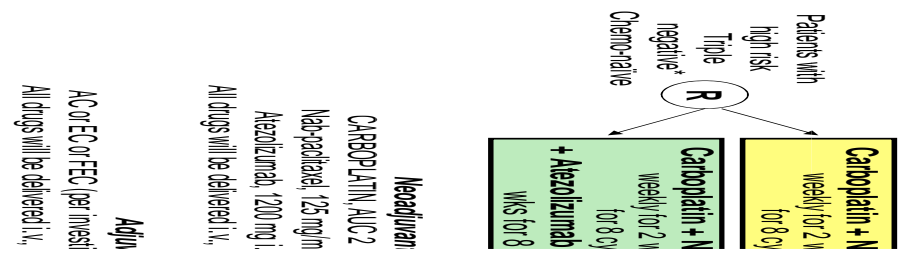 Patients with
high risk
Triple
negative*
Chemo-naïve
R
Carboplatin + N
weekly for 2 w
for 8 cy
Carboplatin + N
weekly for 2 w
for 8 cy
+ Atezolizumab
wks for 8
Neoadjuvan
CARBOPLATIN, AUC 2
Nab-paclitaxel, 125 mg/m
Atezolizumab, 1200 mg i.
All drugs will be delivered i.v.,
Adjuv
AC or EC or FEC (per investi
All drugs will be delivered i.v.,